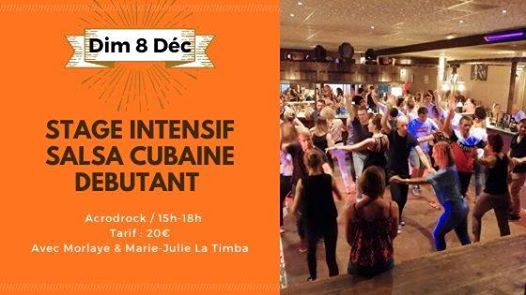 Dim 8 Déc
STAGE INTENSIF
SALSA CUBAINE
DEBUTANT
Acrodrock / 15h-18h
Tarif : 20€
Avec Morlaye & Marie-Julie La Timba